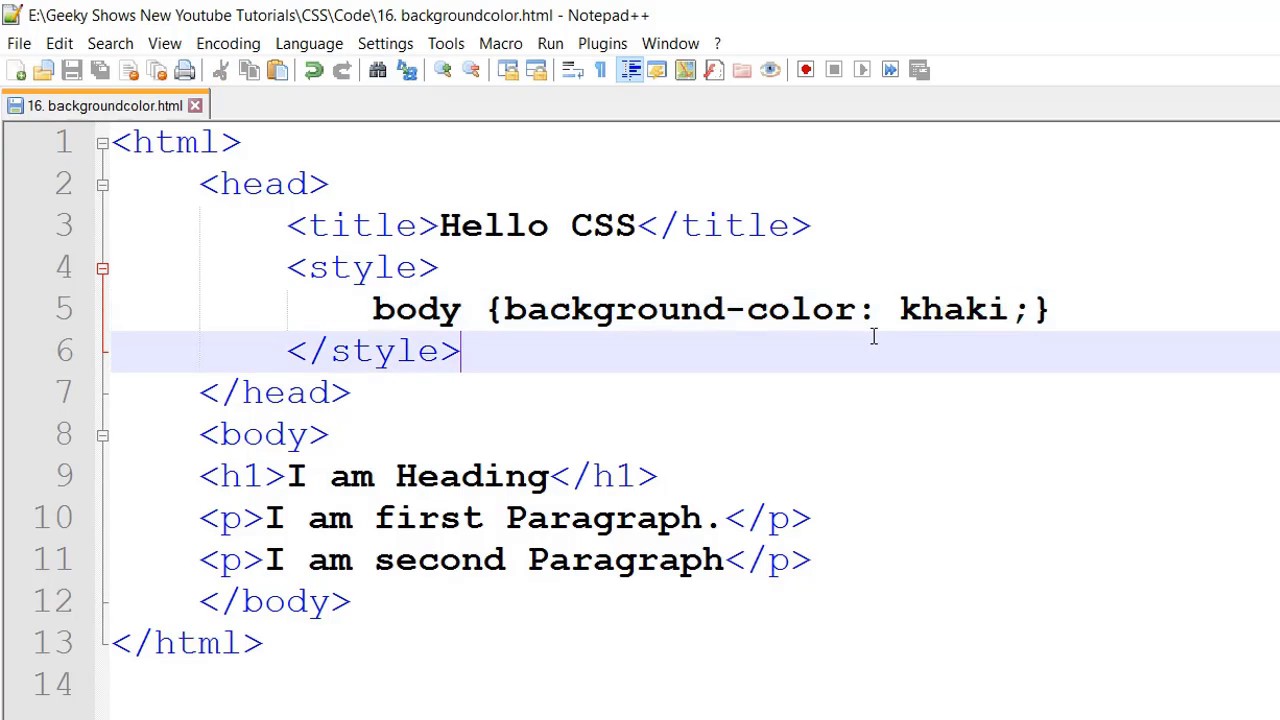 E:\Geeky Shows New Youtube Tutorials\CSS\Code\16. backgroundcolor.html - Notepad++
File Edit Search View Encoding Language Settings Tools Macro Run Plugins Window ?
16. backgroundcolor.html
1 <html>
2 <head>
3 <title>Hello CSS</title>
4 <style>
5 body {background-color: khaki;}
6 </style>
7 </head>
8 <body>
9 <h1>I am Heading</h1>
10 <p>I am first Paragraph.</p>
11 <p>I am second Paragraph</p>
12 </body>
13 </html>
14